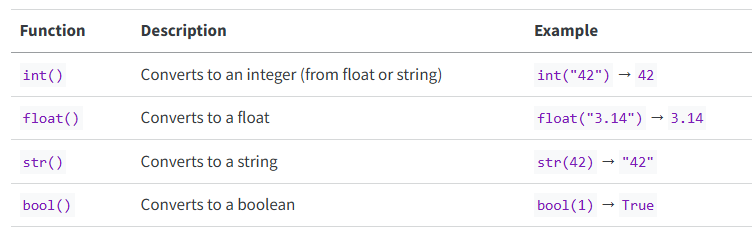 Function Description Example
int() Converts to an integer (from float or string) int("42") → 42
float() Converts to a float float("3.14") → 3.14
str() Converts to a string str(42) → "42"
bool() Converts to a boolean bool(1) → True